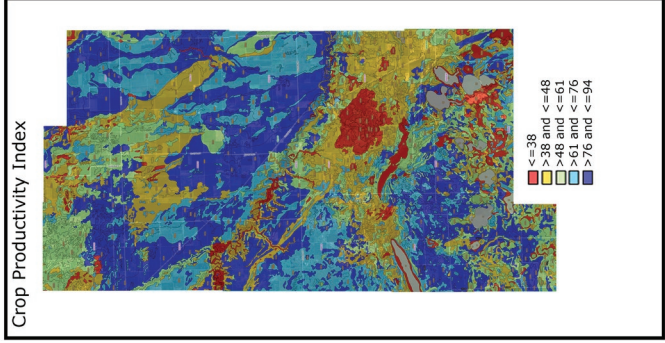 Crop Productivity Index
<=38
>38 and <=48
>48 and <=61
>61 and <=76
>76 and <=94